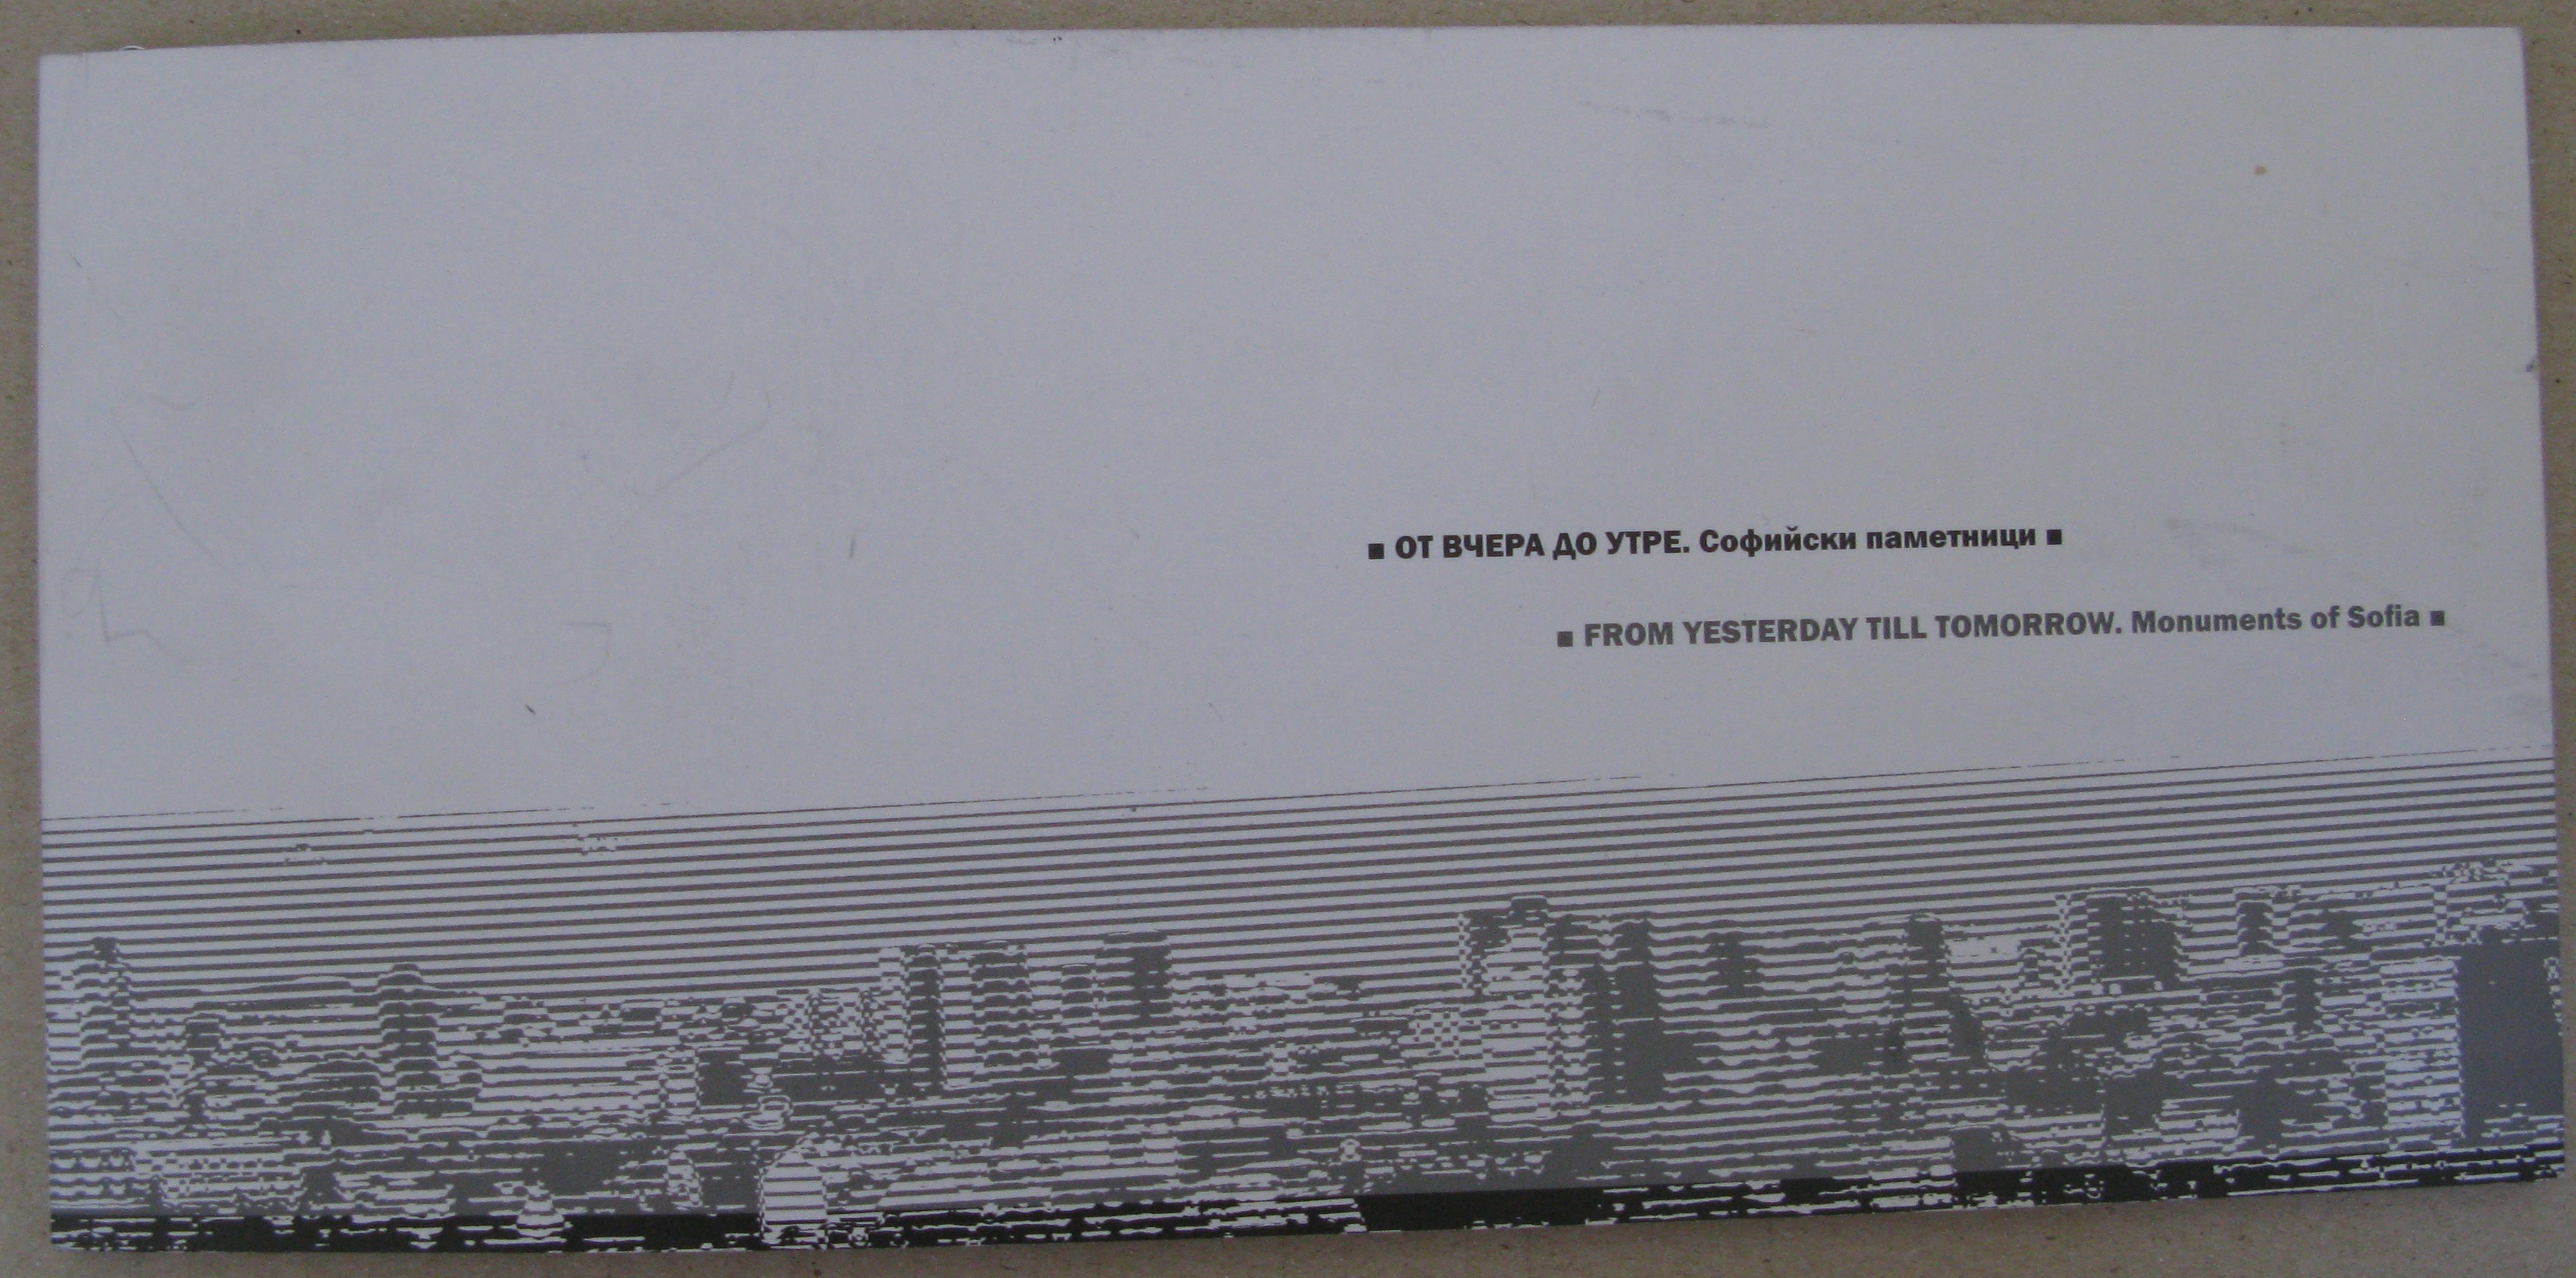 ▪ ОТ ВЧЕРА ДО УТРЕ. Софийски паметници ▪
▪ FROM YESTERDAY TILL TOMORROW. Monuments of Sofia ▪